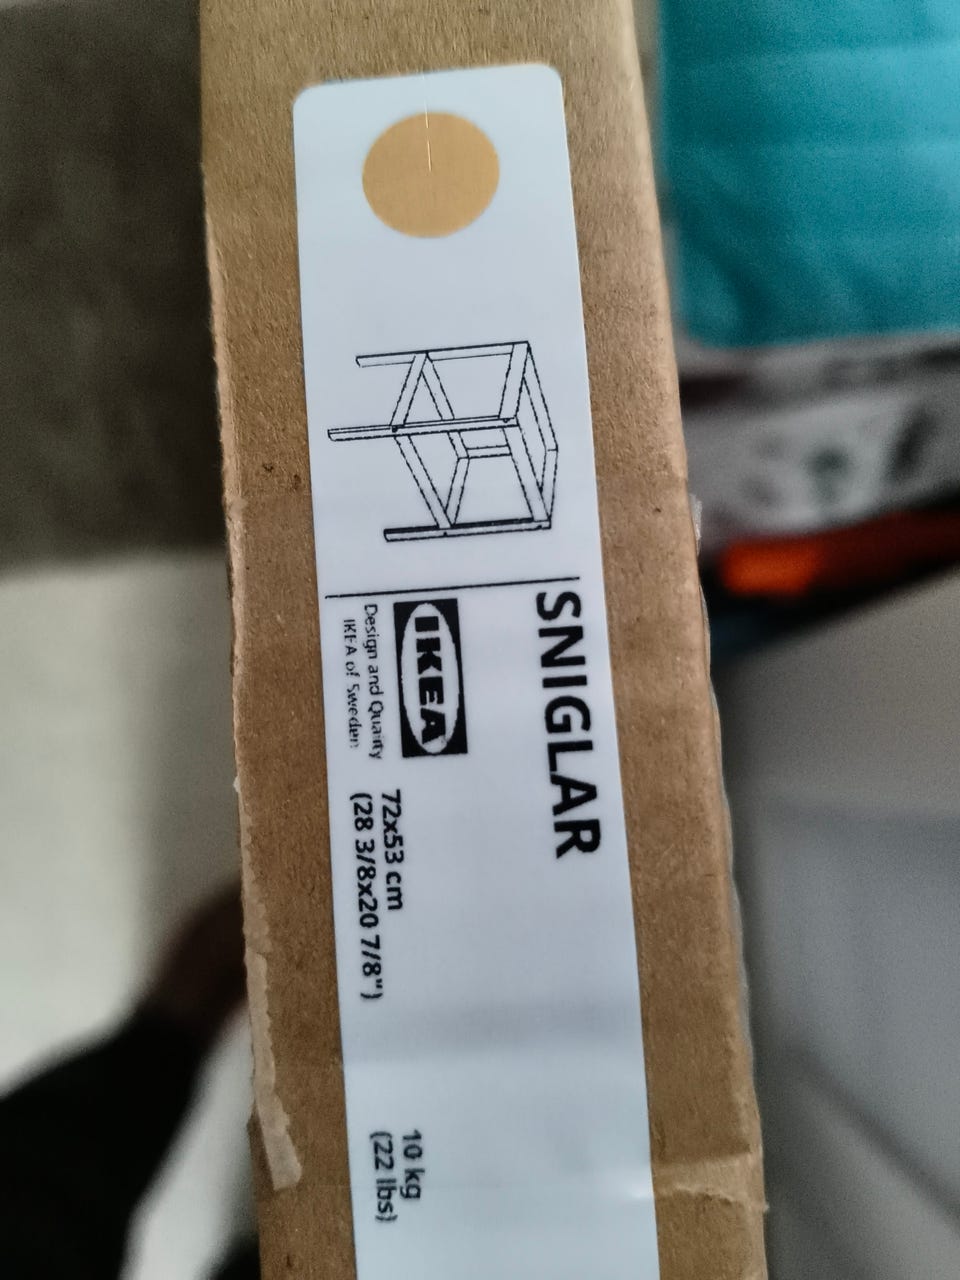 SNIGLAR
IKEA
Design and Quality
IKEA of Sweden
72x53 cm
(28 3/8x20 7/8")
10 kg
(22 lbs)